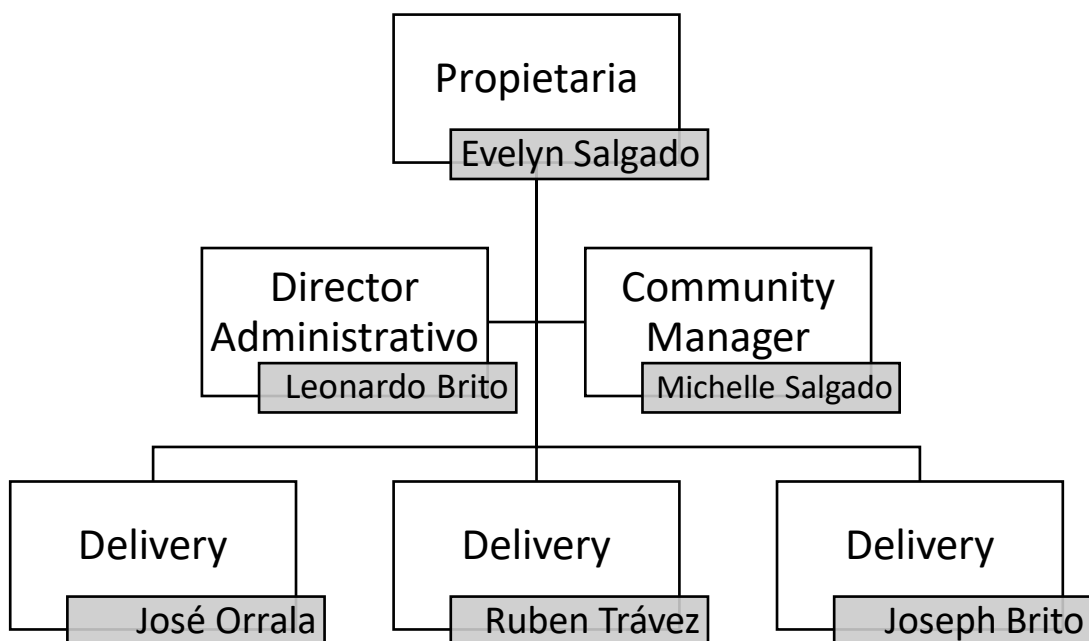 Propietaria
Evelyn Salgado
Director
Administrativo
Leonardo Brito
Community
Manager
Michelle Salgado
Delivery
José Orrala
Delivery
Ruben Trávez
Delivery
Joseph Brito